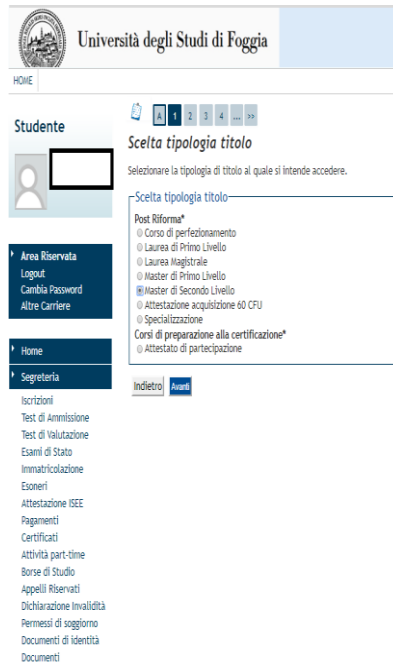 Università degli Studi di Foggia
HOME
Studente
A 1 2 3 4 ... >>
Scelta tipologia titolo
Selezionare la tipologia di titolo al quale si intende accedere.
Scelta tipologia titolo
Post Riforma*
Corso di perfezionamento
Laurea di Primo Livello
Laurea Magistrale
Master di Primo Livello
Master di Secondo Livello
Attestazione acquisizione 60 CFU
Specializzazione
Corsi di preparazione alla certificazione*
Attestato di partecipazione
Indietro Avanti
Area Riservata
Logout
Cambia Password
Altre Carriere
Home
Segreteria
Iscrizioni
Test di Ammissione
Test di Valutazione
Esami di Stato
Immatricolazione
Esoneri
Attestazione ISEE
Pagamenti
Certificati
Attività part-time
Borse di Studio
Appelli Riservati
Dichiarazione Invalidità
Permessi di soggiorno
Documenti di identità
Documenti